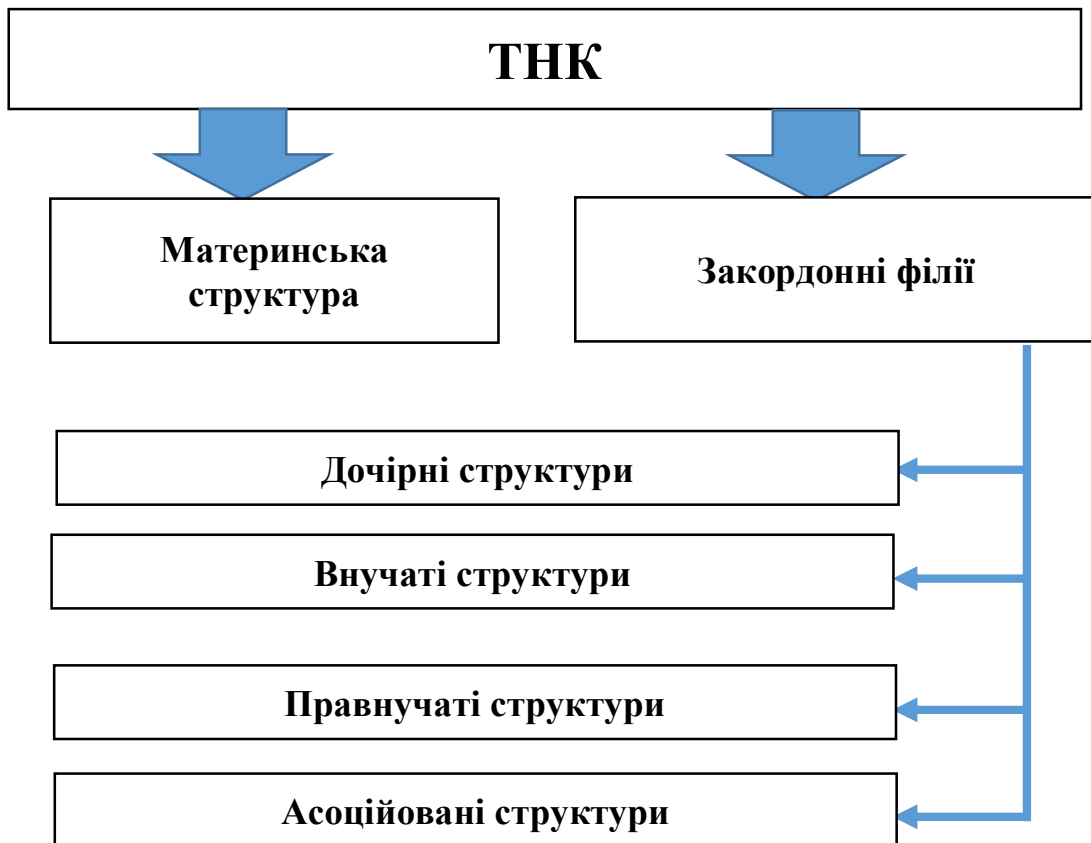 ТНК
Материнська
структура
Закордонні філії
Дочірні структури
Внучаті структури
Правнучаті структури
Асоційовані структури